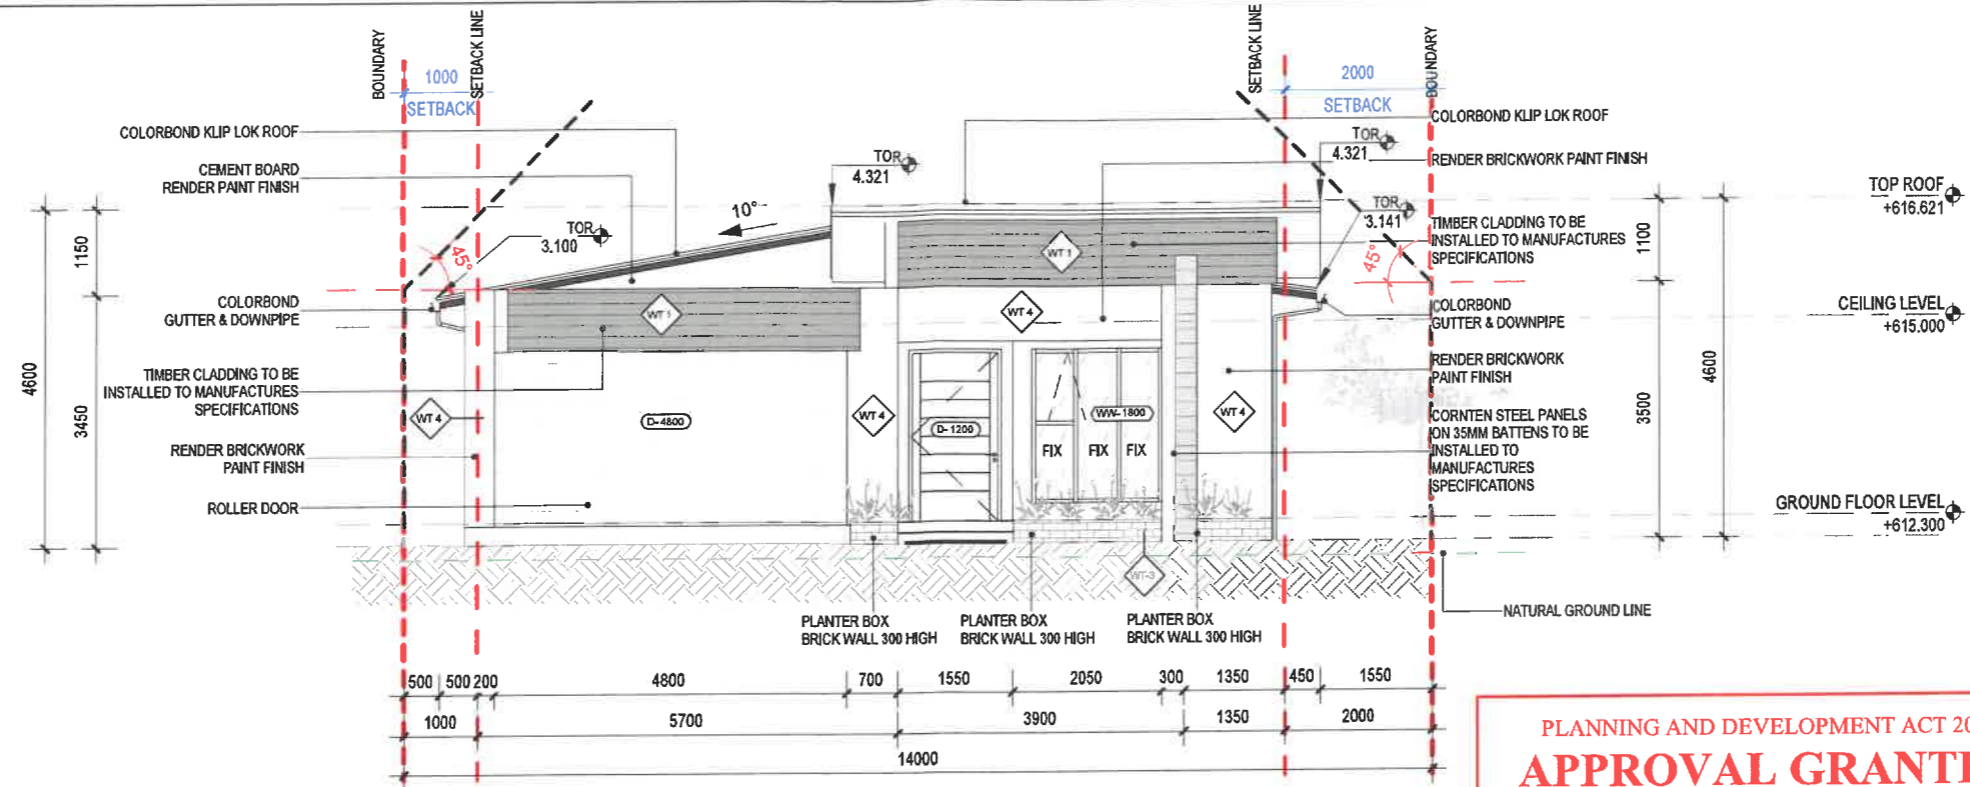 BOUNDARY
SETBACK LINE
1000
SETBACK
SETBACK LINE
2000
SETBACK
BOUNDARY
COLORBOND KLIP LOK ROOF
CEMENT BOARD
RENDER PAINT FINISH
TOR
4.321
10°
TOR
3.100
45°
COLORBOND
GUTTER & DOWNPIPE
TIMBER CLADDING TO BE
INSTALLED TO MANUFACTURES
SPECIFICATIONS
RENDER BRICKWORK
PAINT FINISH
ROLLER DOOR
4600
1150
3450
WT 4
WT 1
D-4800
WT 4
WT 1
WT 4
D-1200
WW-1800
FIX
FIX
FIX
WT 4
WT-3
TOR
4.321
TOR
3.141
45°
COLORBOND KLIP LOK ROOF
RENDER BRICKWORK PAINT FINISH
TIMBER CLADDING TO BE
INSTALLED TO MANUFACTURES
SPECIFICATIONS
COLORBOND
GUTTER & DOWNPIPE
RENDER BRICKWORK
PAINT FINISH
CORNTEN STEEL PANELS
ON 35MM BATTENS TO BE
INSTALLED TO
MANUFACTURES
SPECIFICATIONS
1100
3500
4600
TOP ROOF
+616.621
CEILING LEVEL
+615.000
GROUND FLOOR LEVEL
+612.300
NATURAL GROUND LINE
PLANTER BOX
BRICK WALL 300 HIGH
PLANTER BOX
BRICK WALL 300 HIGH
PLANTER BOX
BRICK WALL 300 HIGH
500 500 200 4800 700 1550 2050 300 1350 450 1550
1000 5700 3900 1350 2000
14000
PLANNING AND DEVELOPMENT ACT 20
APPROVAL GRANTE